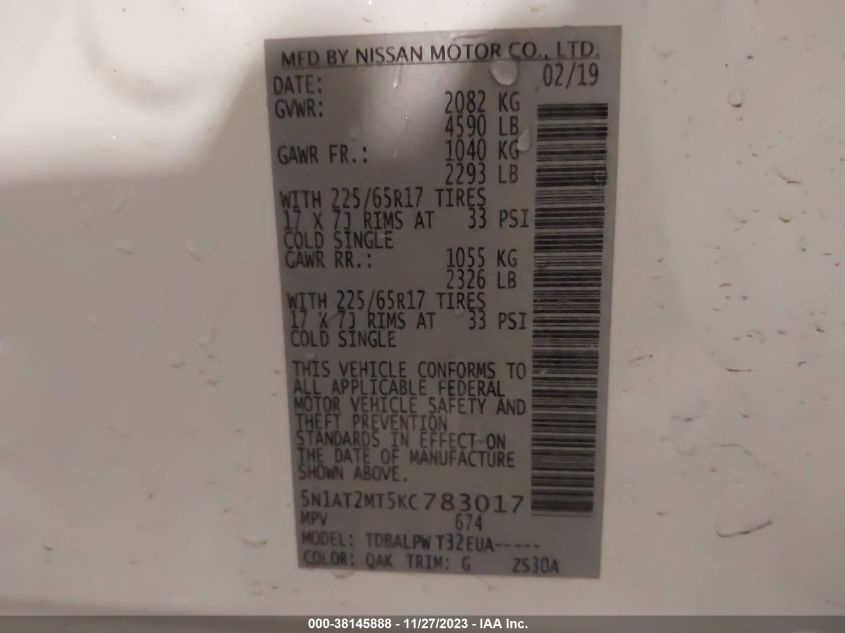 MFD BY NISSAN MOTOR CO., LTD.
DATE: 02/19
GVWR: 2082 KG
4590 LB
GAWR FR.: 1040 KG
2293 LB
WITH 225/65R17 TIRES
17 X 7J RIMS AT 33 PSI
COLD SINGLE
GAWR RR.: 1055 KG
2326 LB
WITH 225/65R17 TIRES
17 X 7J RIMS AT 33 PSI
COLD SINGLE
THIS VEHICLE CONFORMS TO
ALL APPLICABLE FEDERAL
MOTOR VEHICLE SAFETY AND
THEFT PREVENTION
STANDARDS IN EFFECT ON
THE DATE OF MANUFACTURE
SHOWN ABOVE.
5N1AT2MT5KC783017
MPV 674
MODEL: TDBALPW T32EUA-----
COLOR: QAK TRIM: G ZS30A
000-38145888 - 11/27/2023 - IAA Inc.